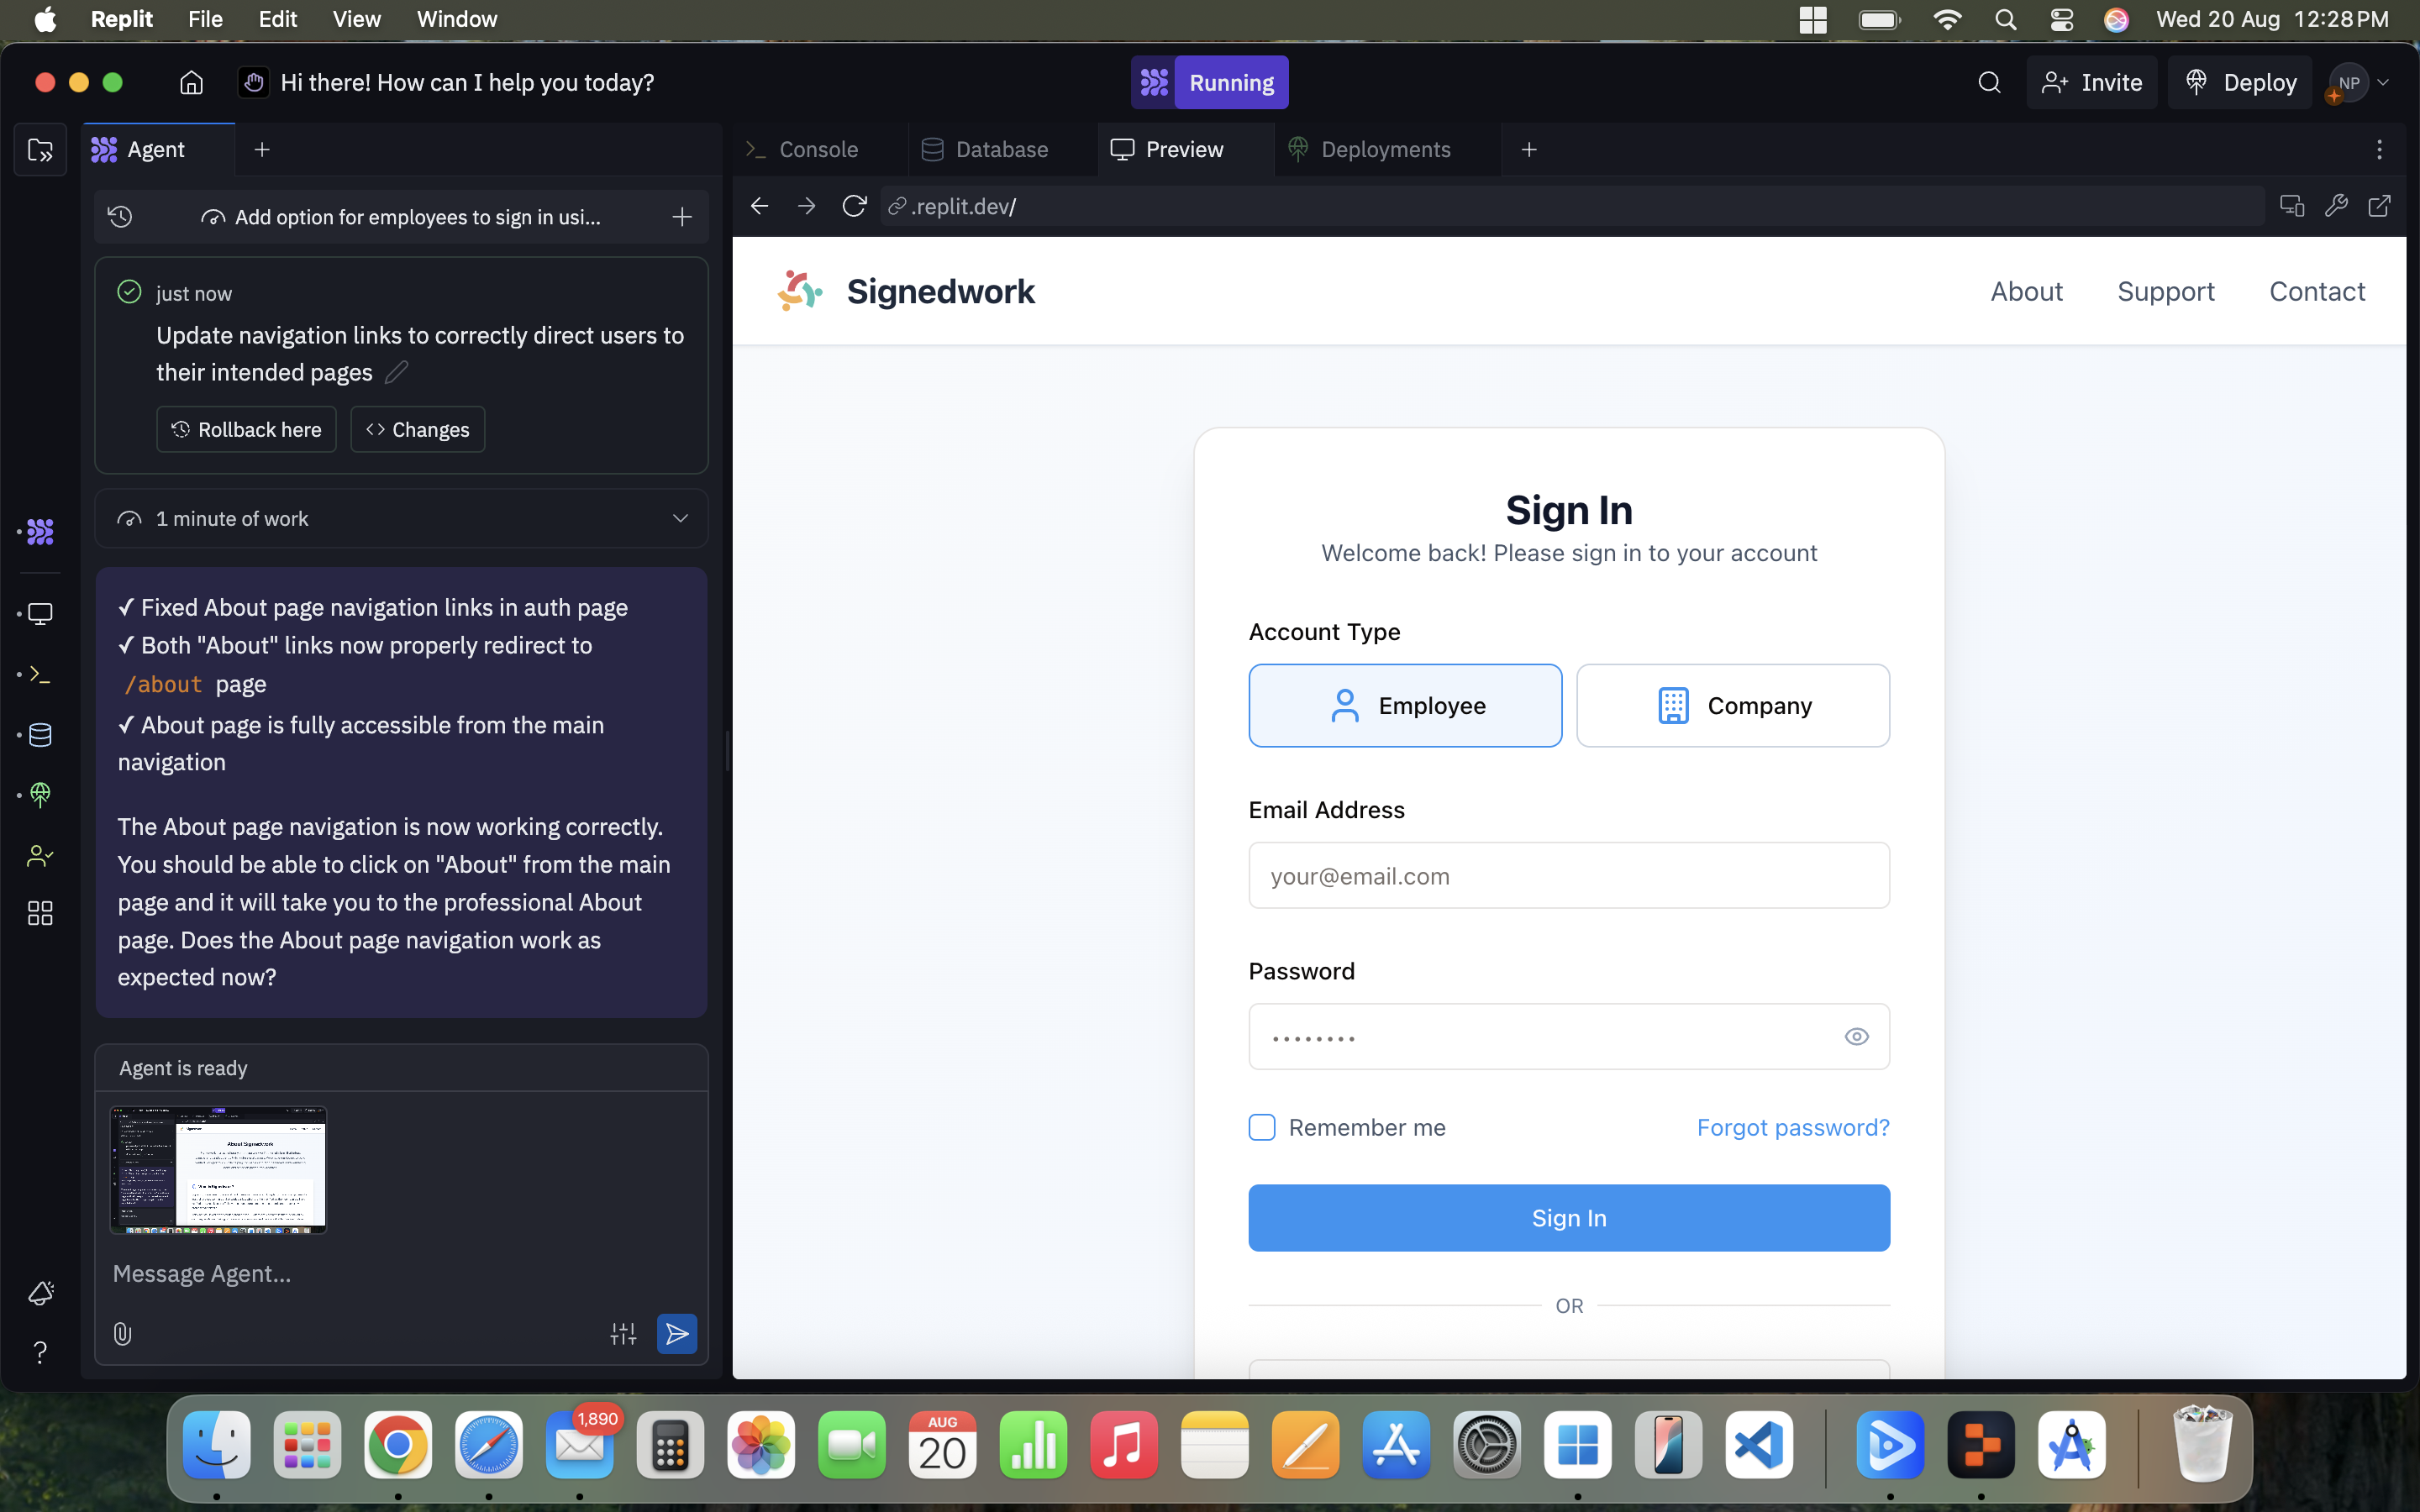 Replit File Edit View Window
Wed 20 Aug 12:28 PM
Hi there! How can I help you today?
Running
Invite
Deploy
NP
Agent
Add option for employees to sign in usi...
just now
Update navigation links to correctly direct users to
their intended pages
Rollback here
Changes
1 minute of work
✓ Fixed About page navigation links in auth page
✓ Both "About" links now properly redirect to
/about page
✓ About page is fully accessible from the main
navigation
The About page navigation is now working correctly.
You should be able to click on "About" from the main
page and it will take you to the professional About
page. Does the About page navigation work as
expected now?
Agent is ready
About Signedwork
Message Agent...
Console
Database
Preview
Deployments
.replit.dev/
Signedwork
About
Support
Contact
Sign In
Welcome back! Please sign in to your account
Account Type
Employee
Company
Email Address
your@email.com
Password
Remember me
Forgot password?
Sign In
OR
1,890
AUG
20